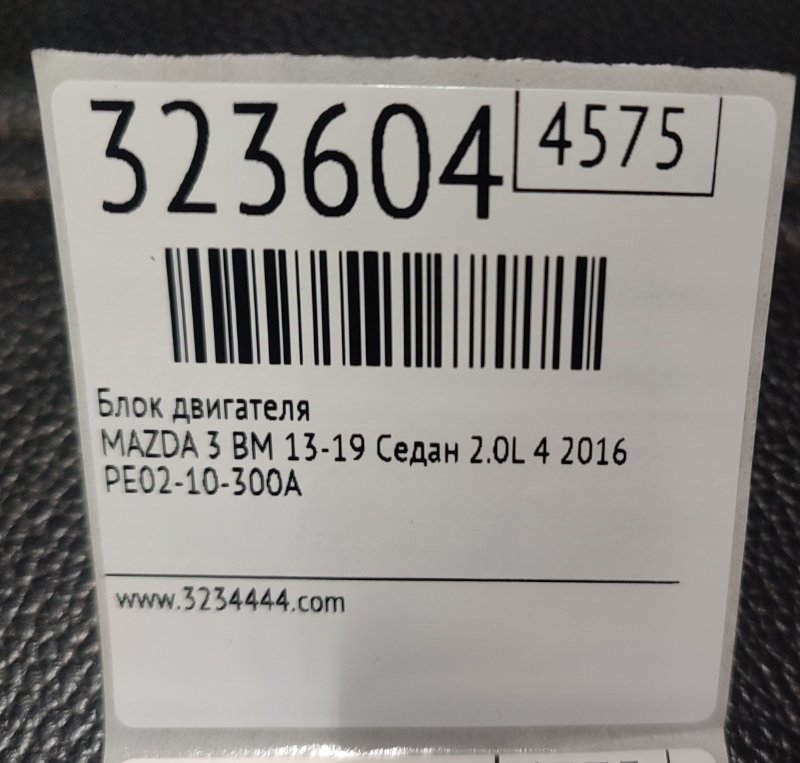 323604 4575
Блок двигателя
MAZDA 3 BM 13-19 Седан 2.0L 4 2016
PE02-10-300A
www.3234444.com